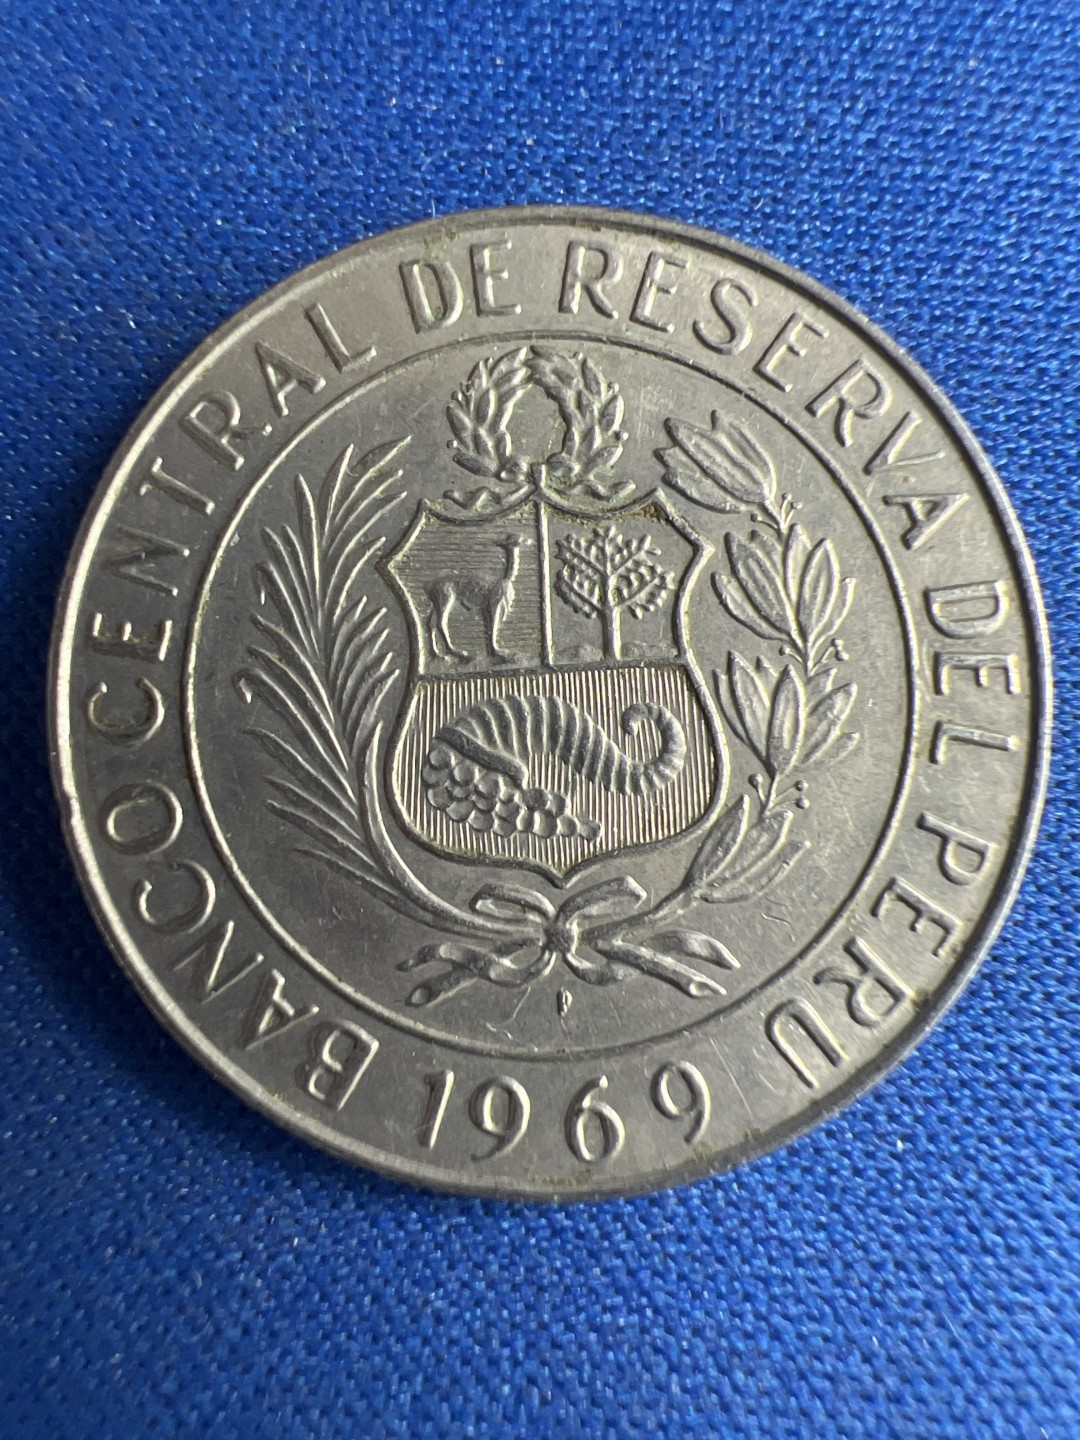 BANCO CENTRAL DE RESERVA DEL PERU
1969